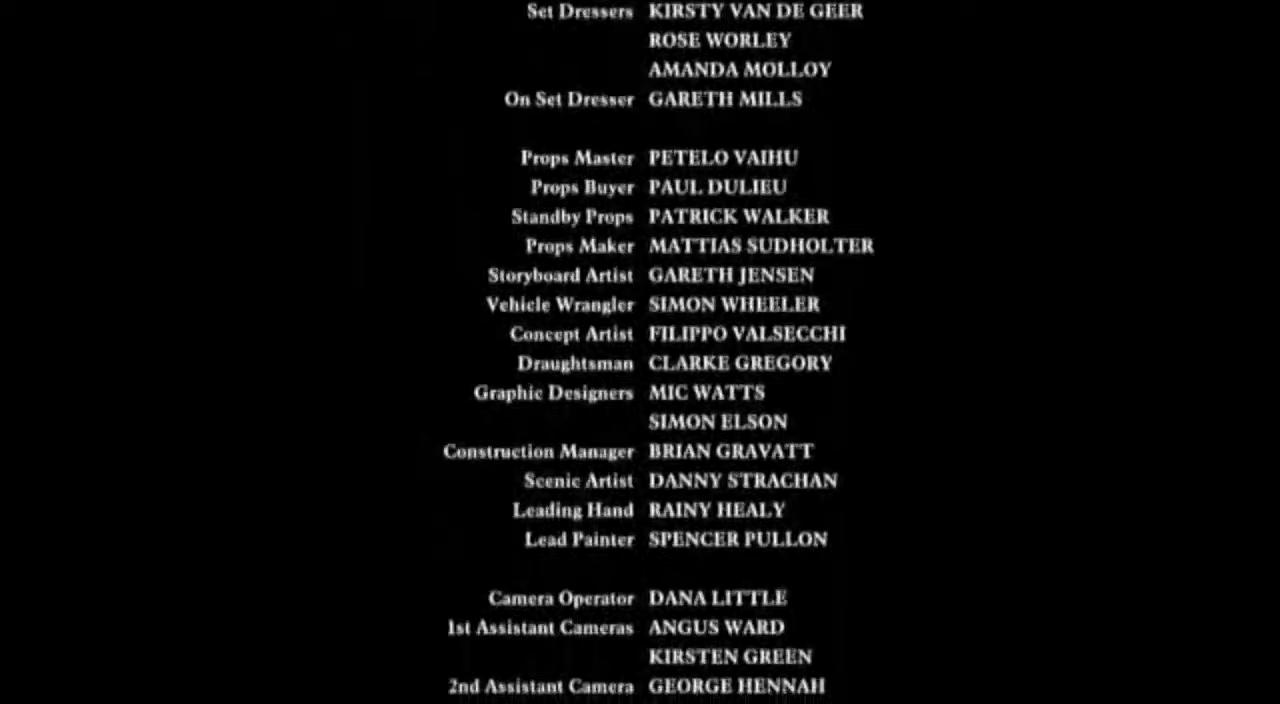 Set Dressers KIRSTY VAN DE GEER
ROSE WORLEY
AMANDA MOLLOY
On Set Dresser GARETH MILLS
Props Master PETELO VAIHU
Props Buyer PAUL DULIEU
Standby Props PATRICK WALKER
Props Maker MATTIAS SUDHOLTER
Storyboard Artist GARETH JENSEN
Vehicle Wrangler SIMON WHEELER
Concept Artist FILIPPO VALSECCHI
Draughtsman CLARKE GREGORY
Graphic Designers MIC WATTS
SIMON ELSON
Construction Manager BRIAN GRAVATT
Scenic Artist DANNY STRACHAN
Leading Hand RAINY HEALY
Lead Painter SPENCER PULLON
Camera Operator DANA LITTLE
1st Assistant Cameras ANGUS WARD
KIRSTEN GREEN
2nd Assistant Camera GEORGE HENNAH